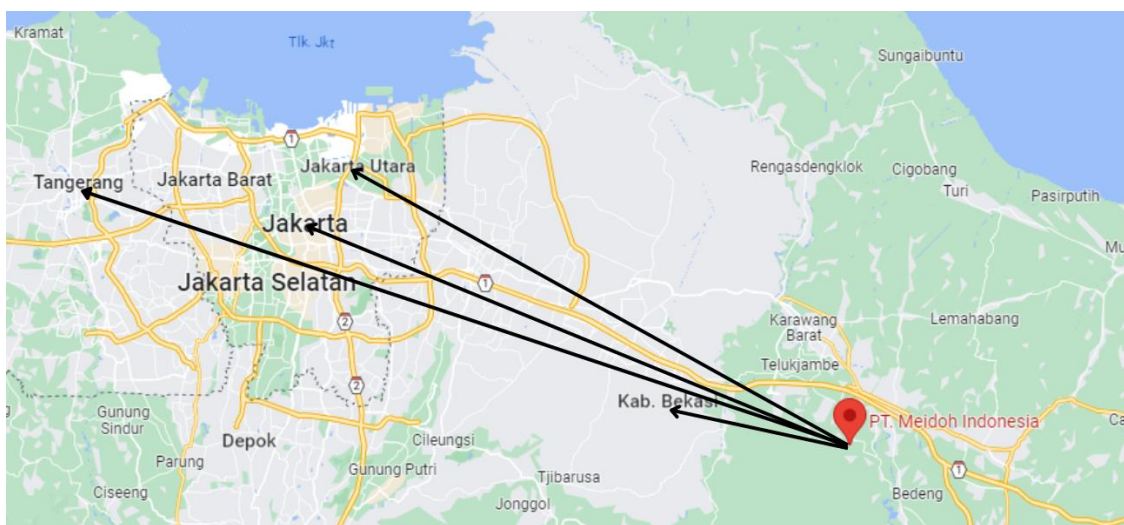 Kramat
Tlk. Jkt
Sungaibuntu
1
Jakarta Utara
Rengasdengklok
Cigobang
Tangerang
Jakarta Barat
Turi
Pasirputih
Jakarta
Mu
Jakarta Selatan
1
2
Karawang
Barat
Lemahabang
Telukjambe
2
Kab. Bekasi
Gunung
Sindur
PT. Meidoh Indonesia
Ca
Depok
Cileungsi
Parung
Gunung Putri
1
Tjibarusa
Ciseeng
Bedeng
Jonggol